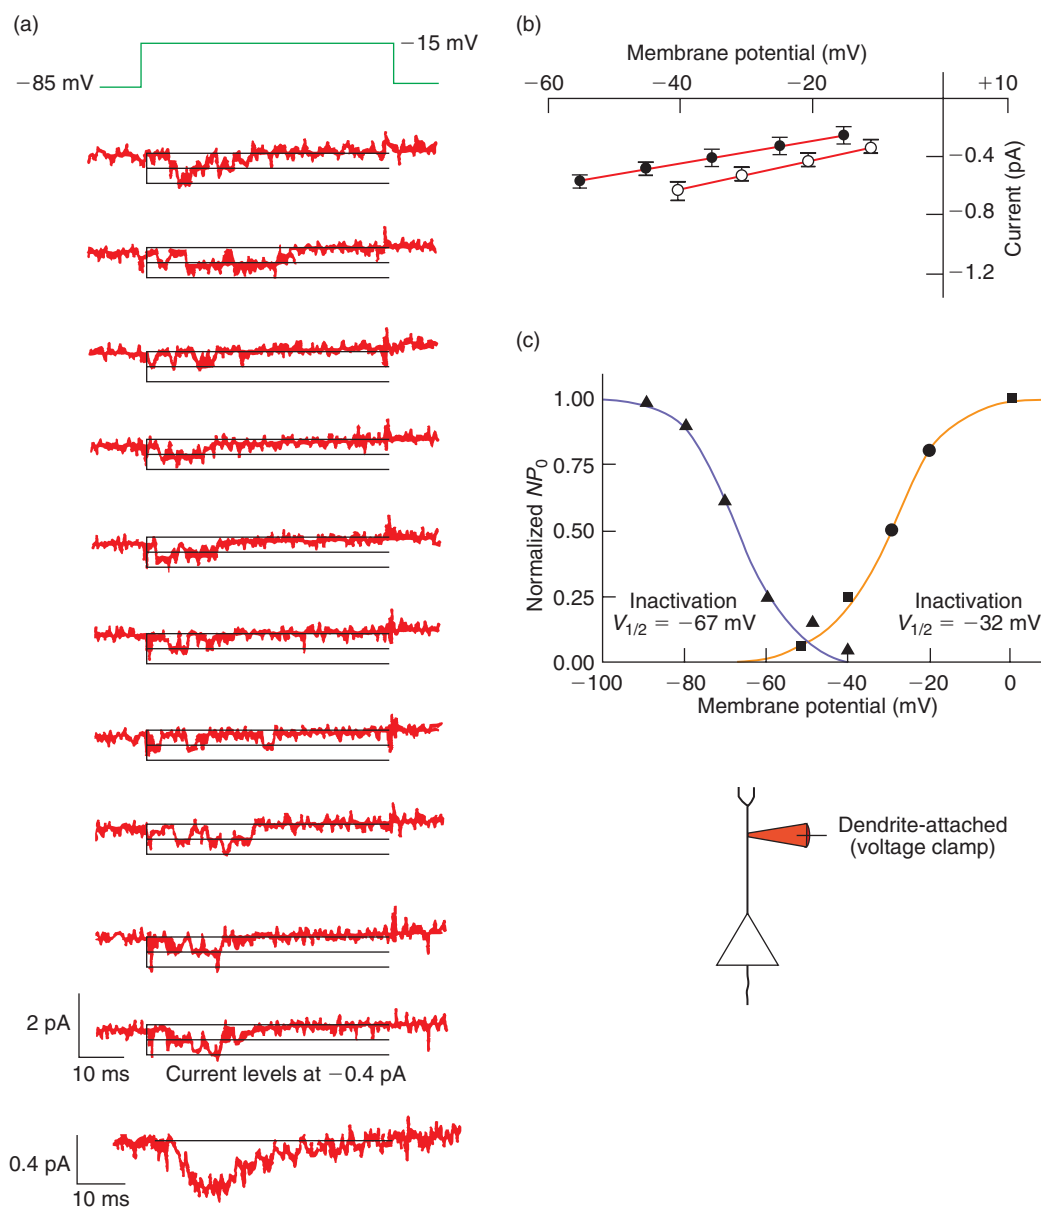 (a)
−15 mV
−85 mV
2 pA
10 ms
Current levels at −0.4 pA
0.4 pA
10 ms
(b)
Membrane potential (mV)
−60 −40 −20 +10
−0.4
−0.8
−1.2
Current (pA)
(c)
Normalized NP0
1.00
0.75
0.50
0.25
0.00
Inactivation
V1/2 = −67 mV
Inactivation
V1/2 = −32 mV
−100 −80 −60 −40 −20 0
Membrane potential (mV)
Dendrite-attached
(voltage clamp)